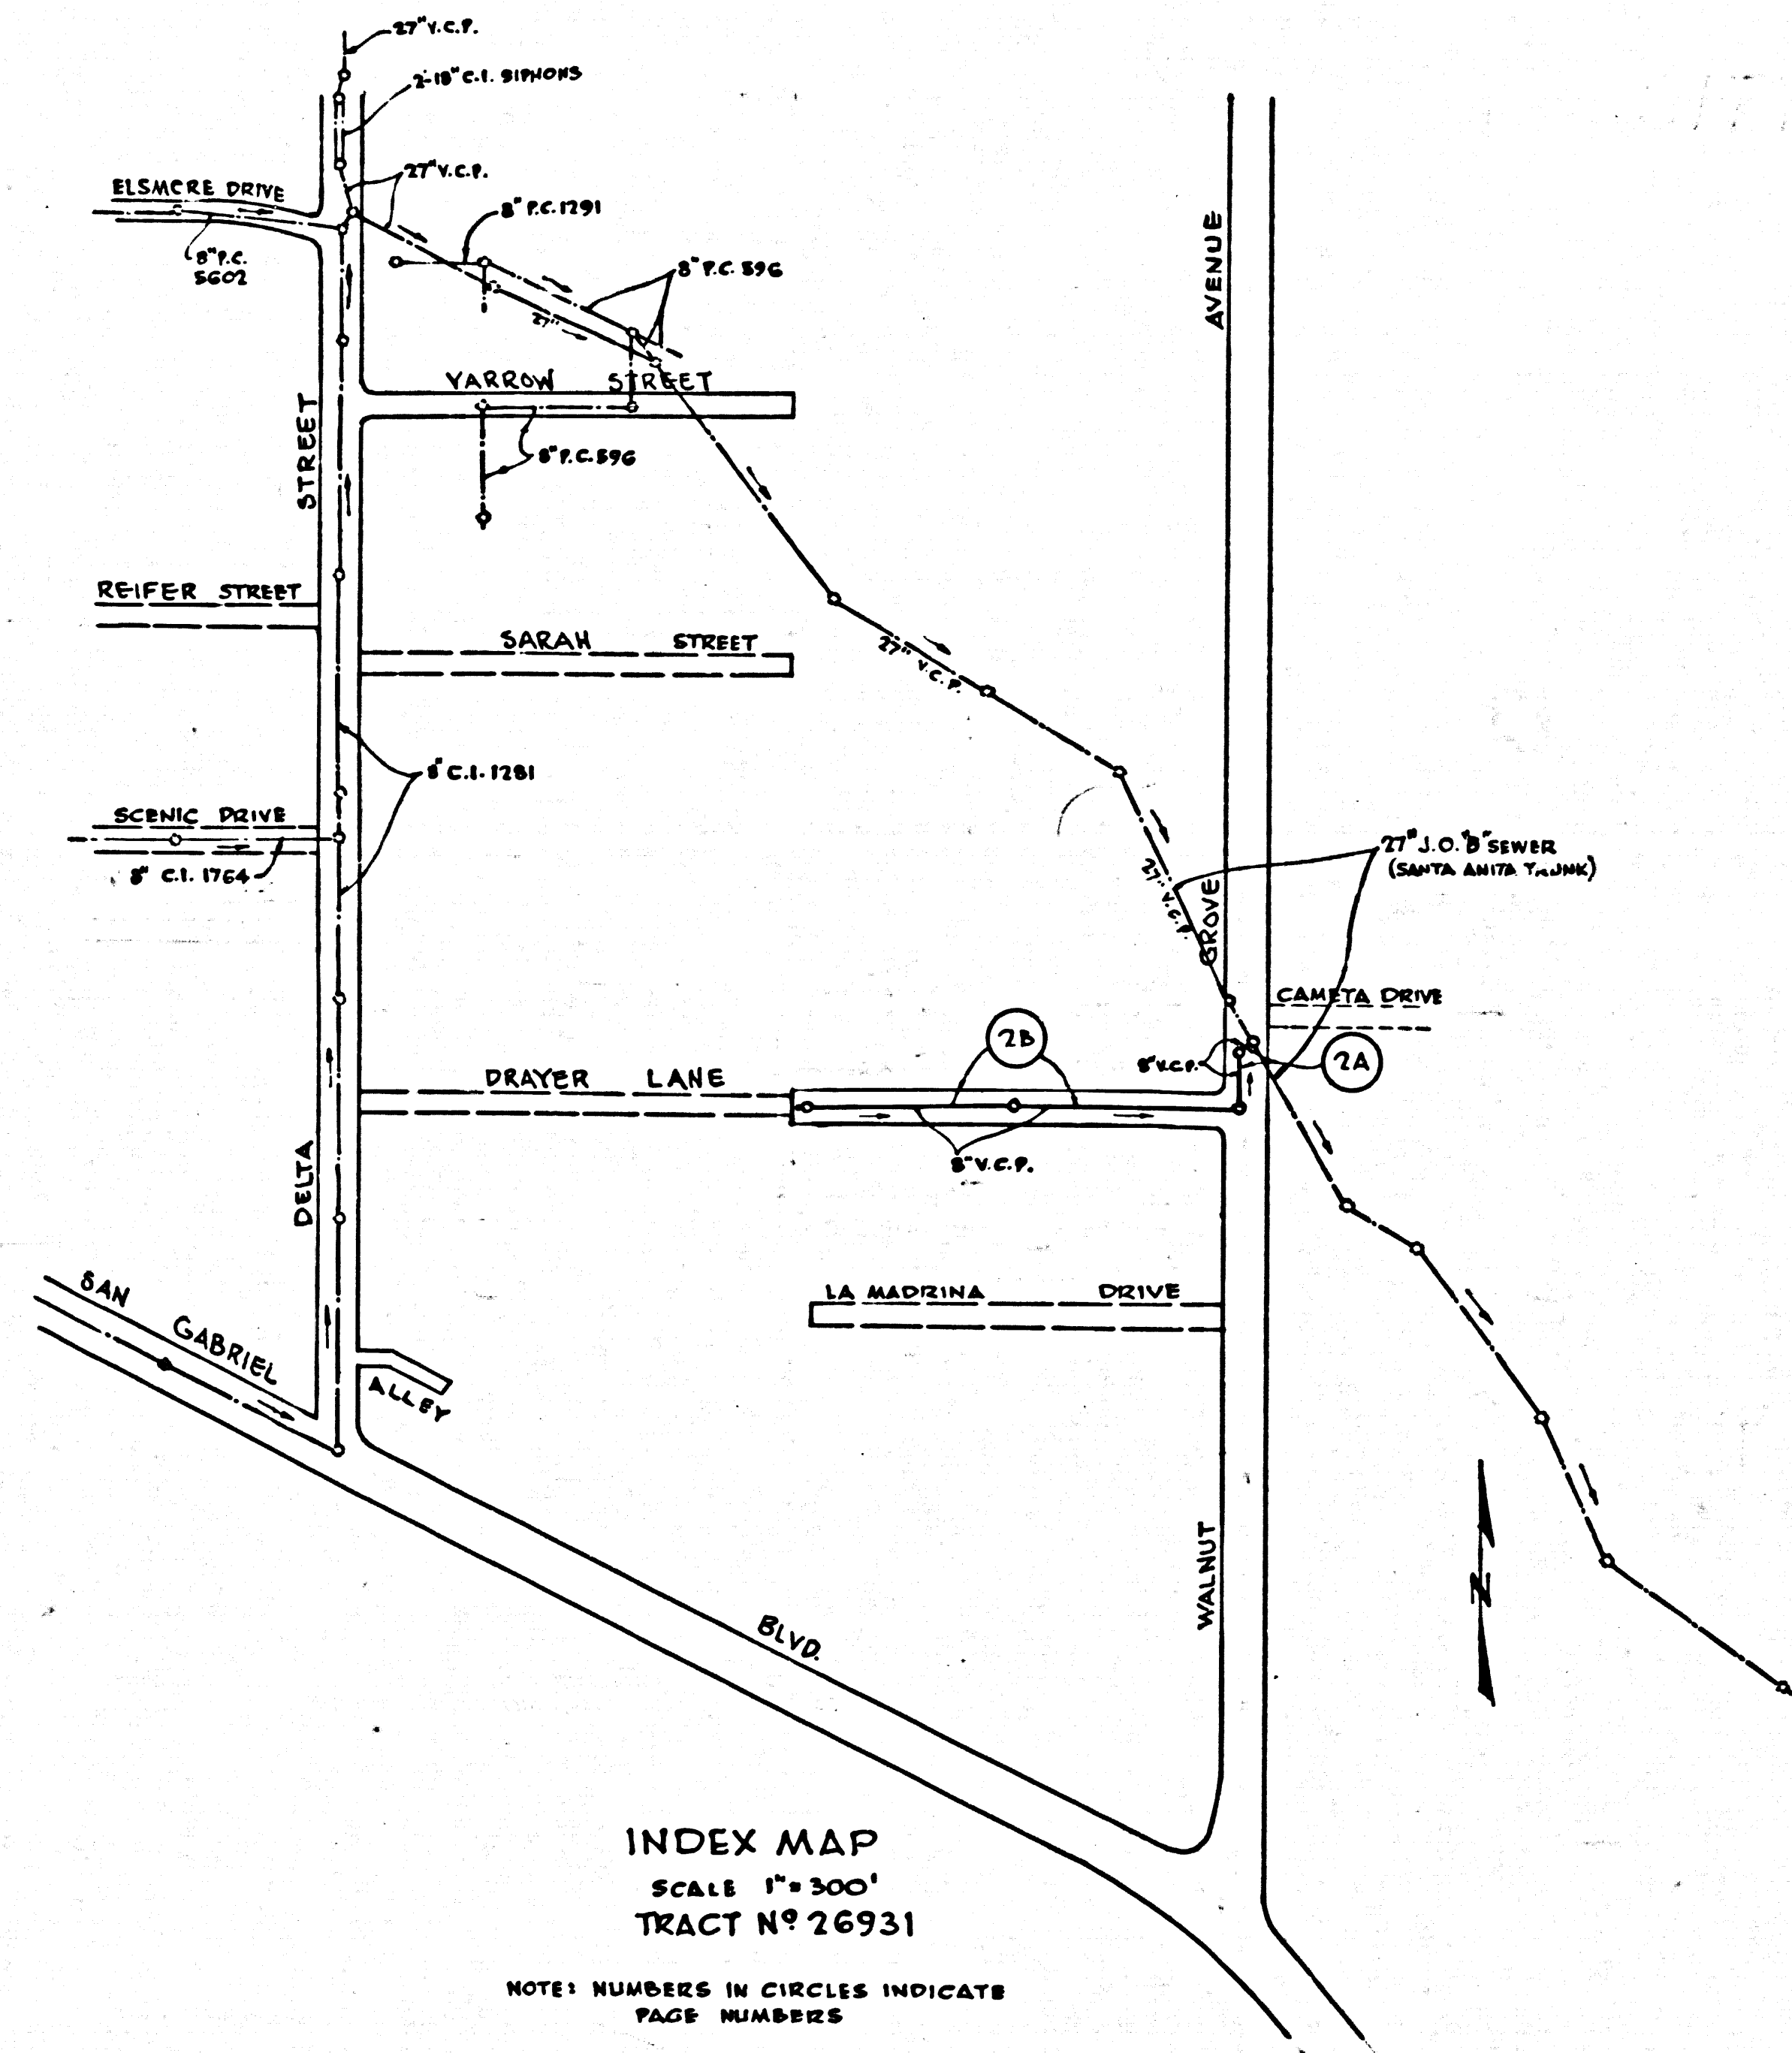 27" V.C.P.
2-18" C.I. SIPHONS
27" V.C.P.
ELSMERE DRIVE
8" P.C. 1291
8" P.C.
5602
8" P.C. 596
27"
AVENUE
YARROW STREET
STREET
8" P.C. 596
REIFER STREET
SARAH STREET
27" V.C.P.
8" C.I. 1281
SCENIC DRIVE
8" C.I. 1764
27" J.O. "B" SEWER
(SANTA ANITA TRUNK)
27" V.C.P.
GROVE
CAMETA DRIVE
2B
8" V.C.P.
2A
DRAYER LANE
8" V.C.P.
DELTA
LA MADRINA DRIVE
SAN
GABRIEL
ALLEY
WALNUT
N
BLVD.
INDEX MAP
SCALE 1" = 300'
TRACT Nº 26931
NOTE: NUMBERS IN CIRCLES INDICATE
PAGE NUMBERS